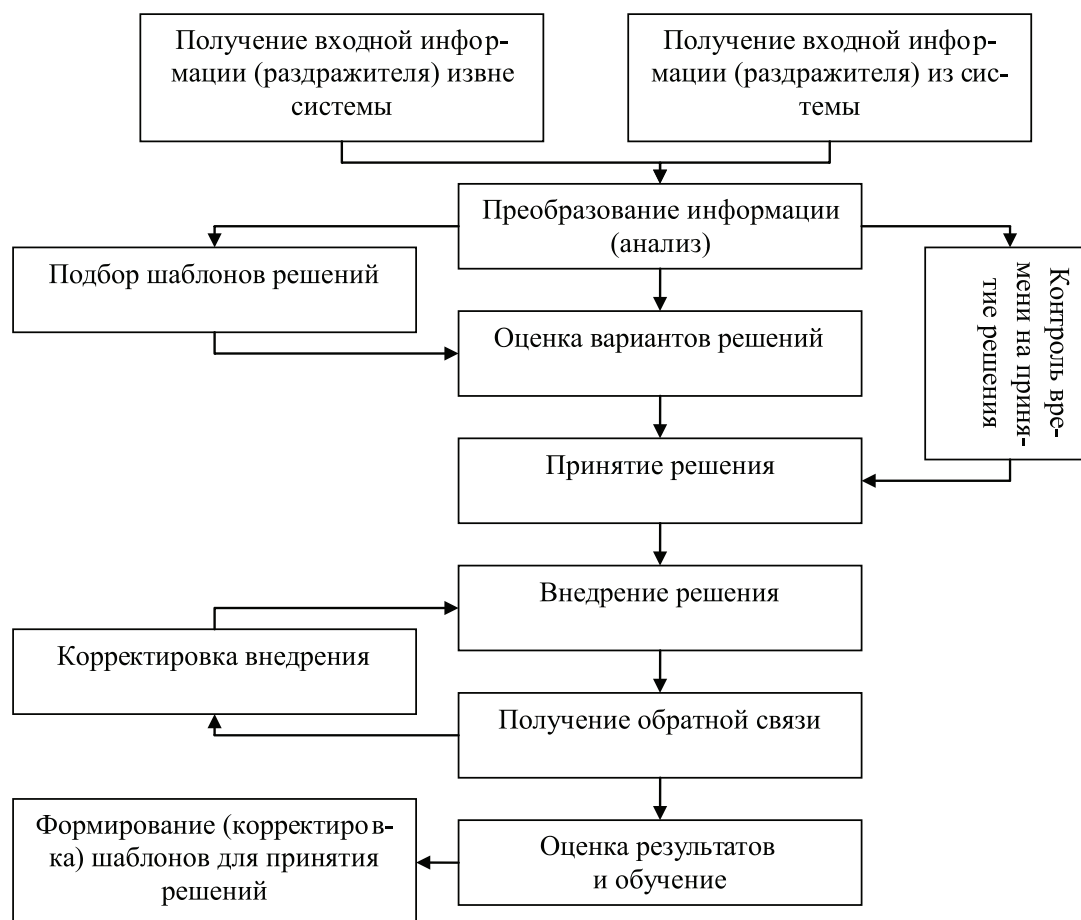 Получение входной инфор-
мации (раздражителя) извне
системы
Получение входной инфор-
мации (раздражителя) из сис-
темы
Преобразование информации
(анализ)
Подбор шаблонов решений
Контроль вре-
мени на приня-
тие решения
Оценка вариантов решений
Принятие решения
Внедрение решения
Корректировка внедрения
Получение обратной связи
Формирование (корректиров-
ка) шаблонов для принятия
решений
Оценка результатов
и обучение